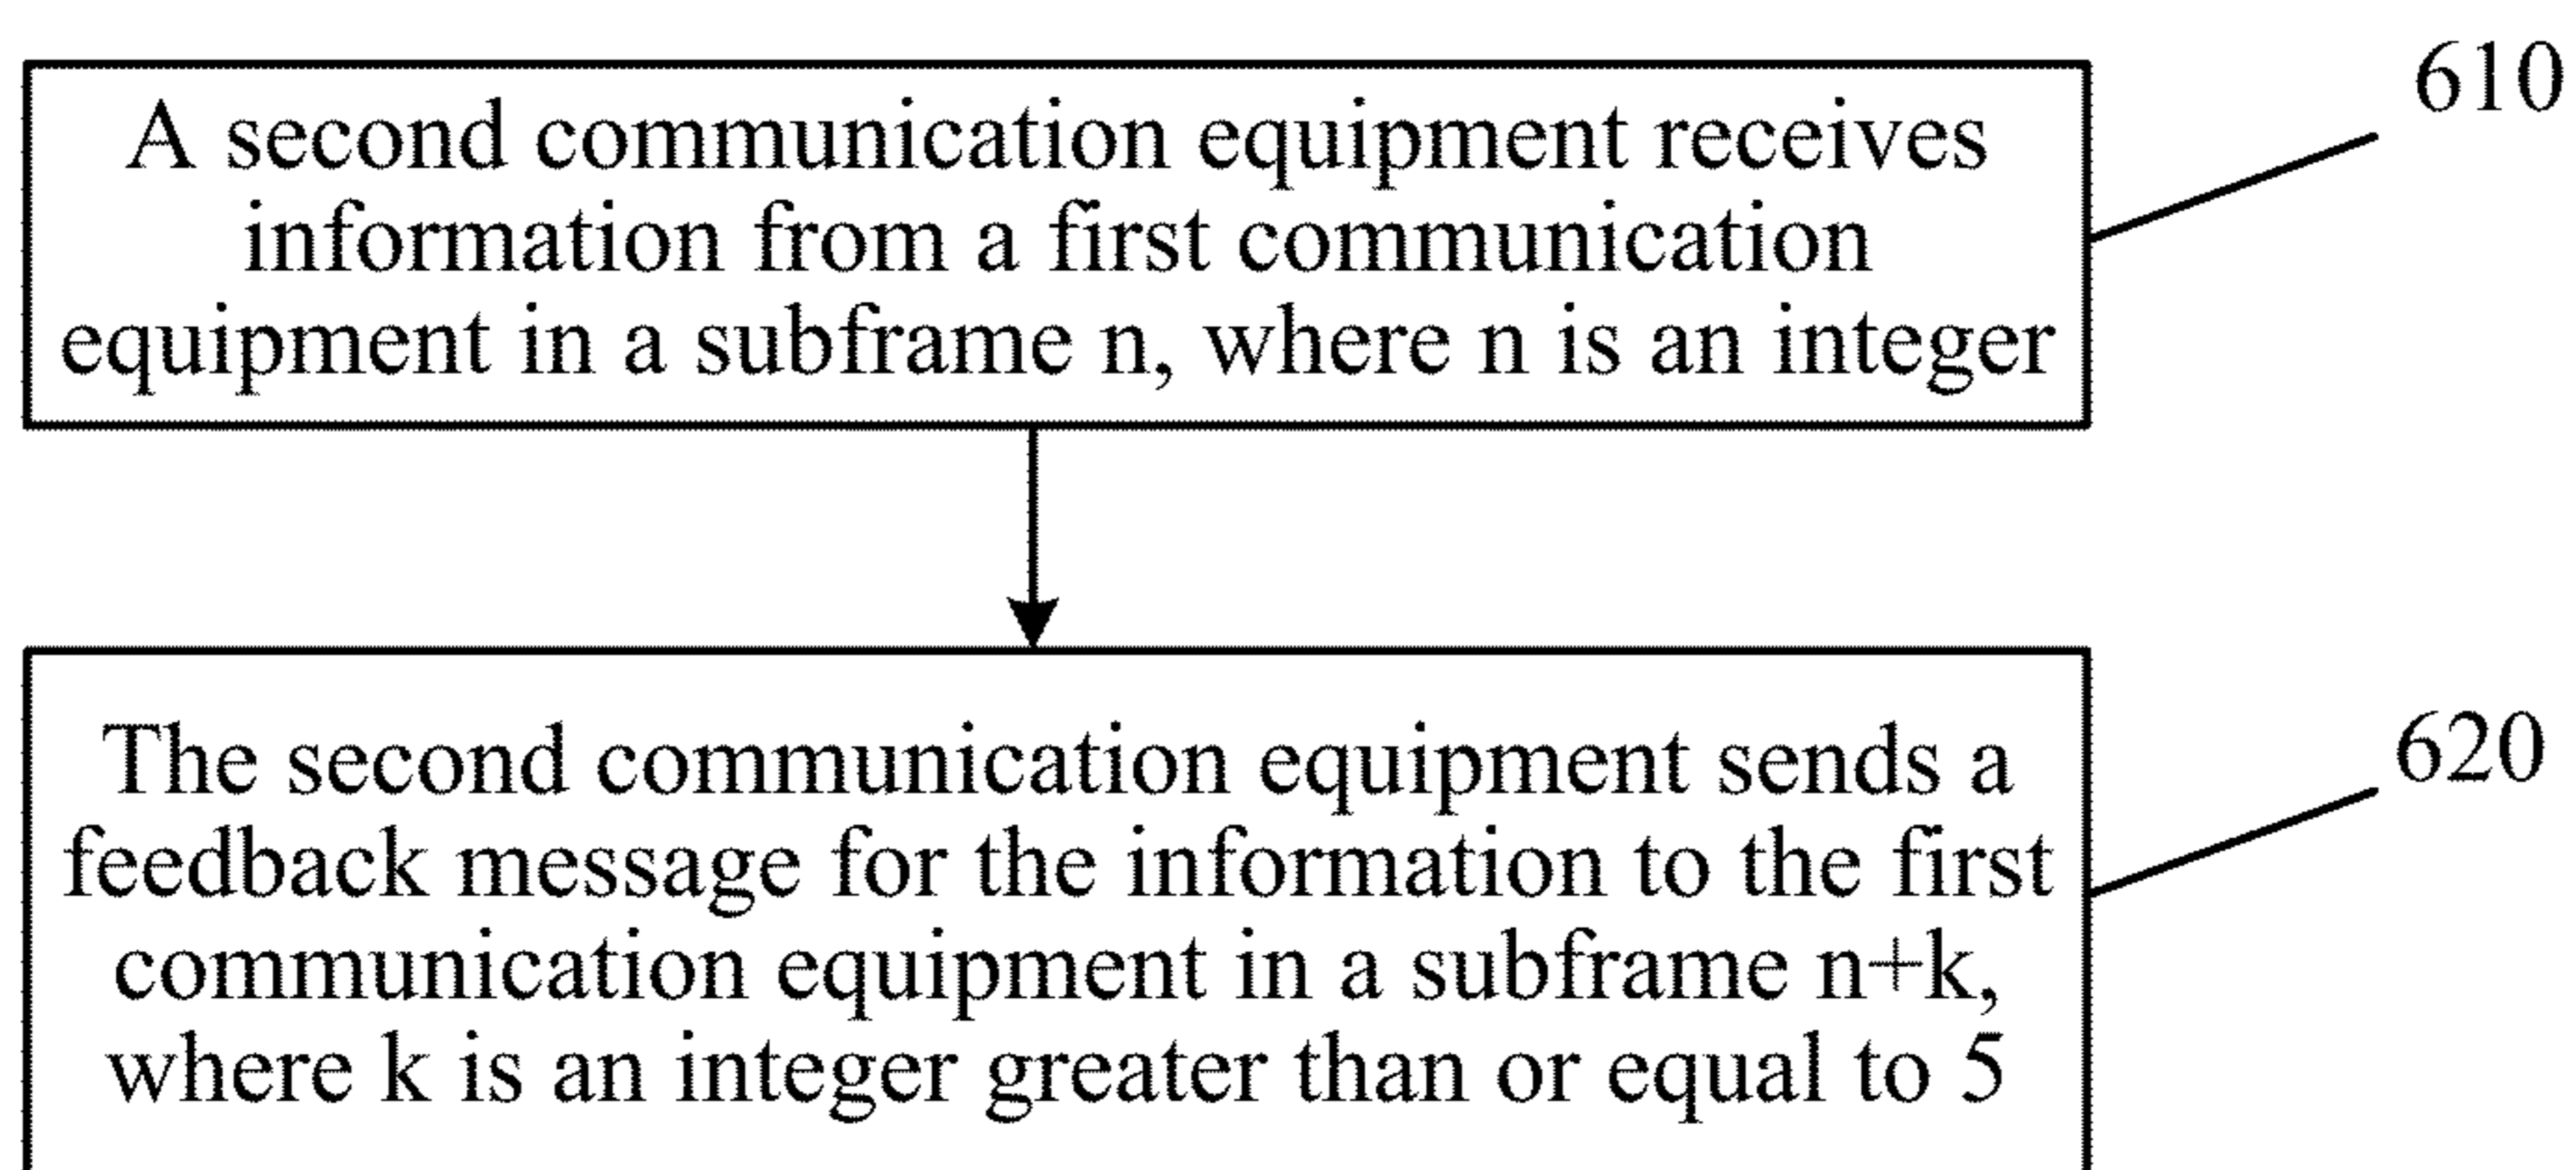 A second communication equipment receives
information from a first communication
equipment in a subframe n, where n is an integer
610
The second communication equipment sends a
feedback message for the information to the first
communication equipment in a subframe n+k,
where k is an integer greater than or equal to 5
620